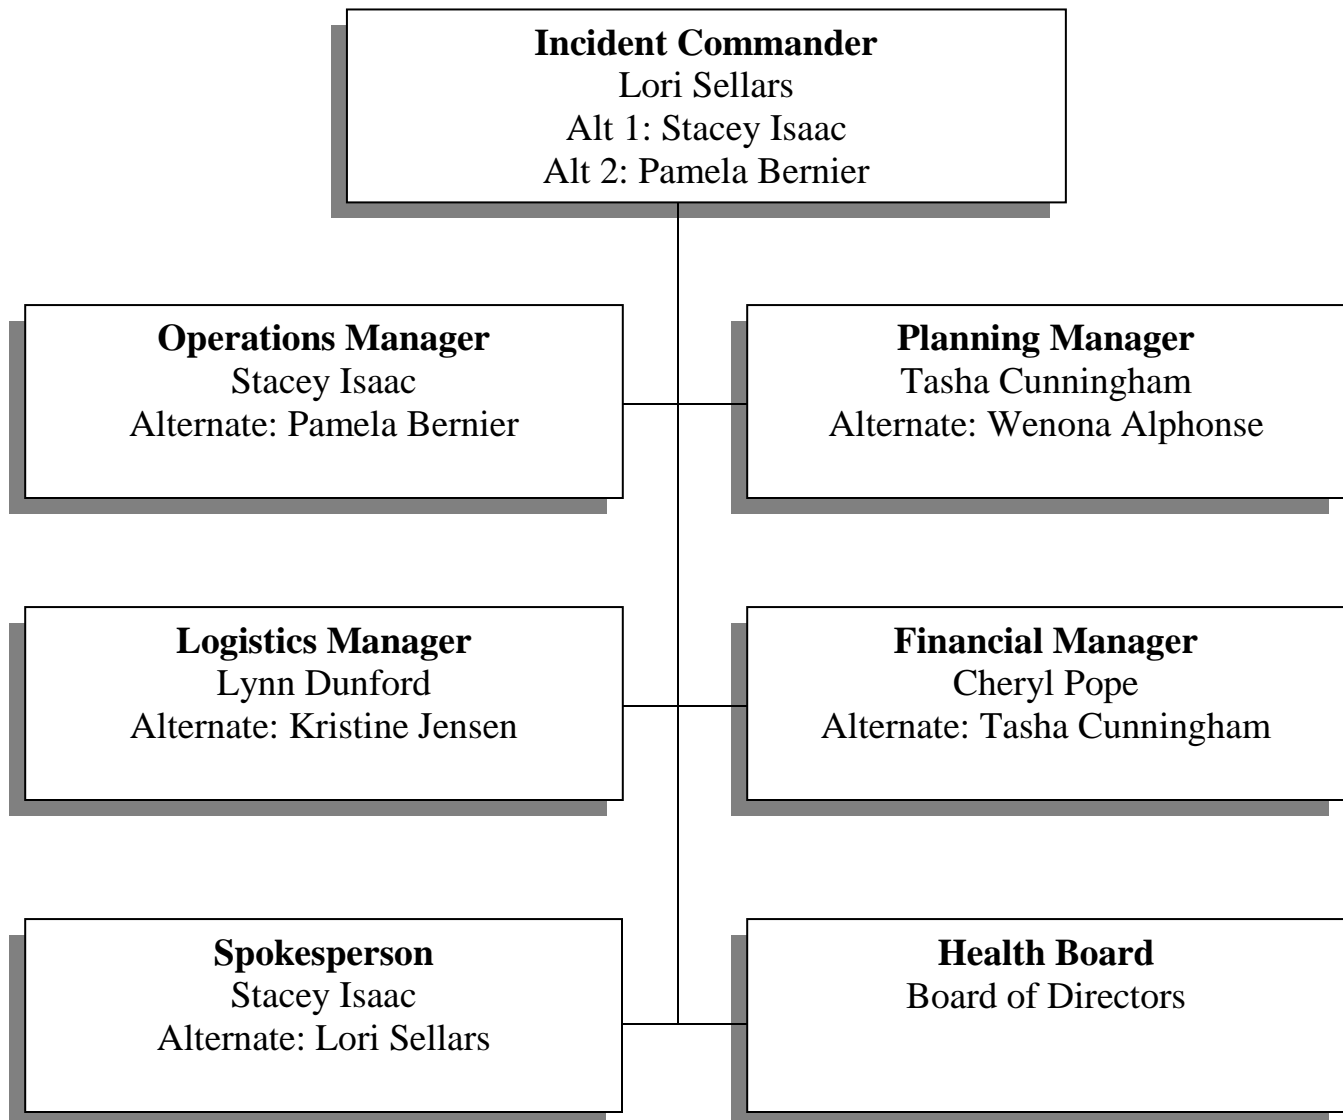 Incident Commander
Lori Sellars
Alt 1: Stacey Isaac
Alt 2: Pamela Bernier
Operations Manager
Stacey Isaac
Alternate: Pamela Bernier
Planning Manager
Tasha Cunningham
Alternate: Wenona Alphonse
Logistics Manager
Lynn Dunford
Alternate: Kristine Jensen
Financial Manager
Cheryl Pope
Alternate: Tasha Cunningham
Spokesperson
Stacey Isaac
Alternate: Lori Sellars
Health Board
Board of Directors